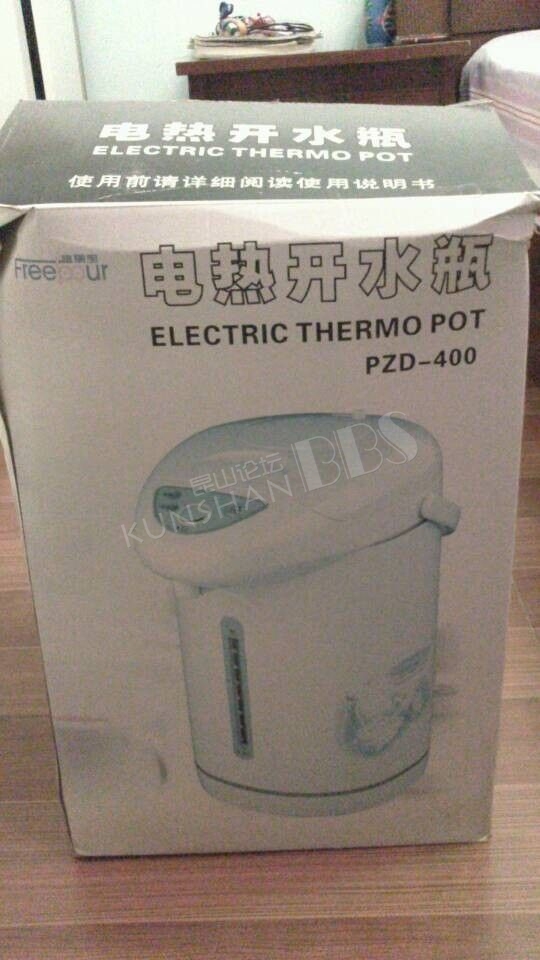 电热开水瓶
ELECTRIC THERMO POT
使用前请详细阅读使用说明书
Freepour
电热开水瓶
ELECTRIC THERMO POT
PZD-400
昆山论坛
KUNSHAN BBS